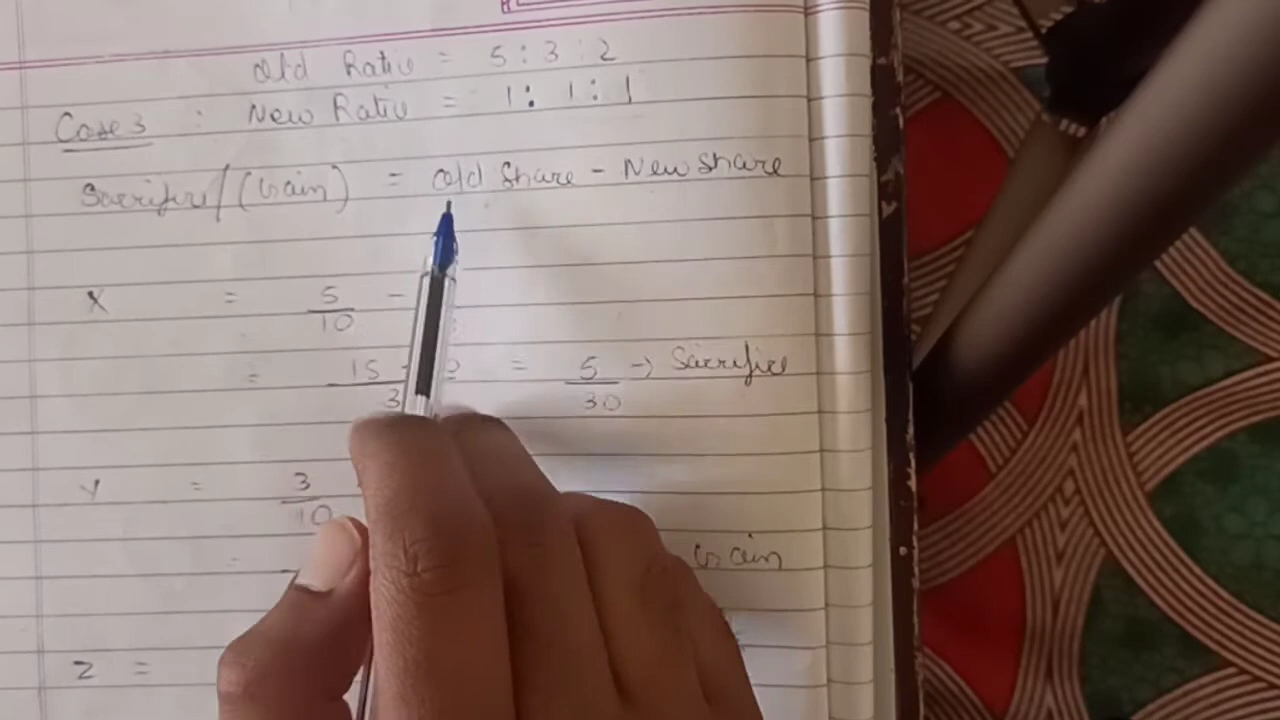 Old Ratio = 5 : 3 : 2
Case 3 : New Ratio = 1 : 1 : 1
Sacrifice/(Gain) = Old Share - New Share
X = 5/10 -
= 15 - = 5/30 → Sacrifice
Y = 3/10
Gain
Z =